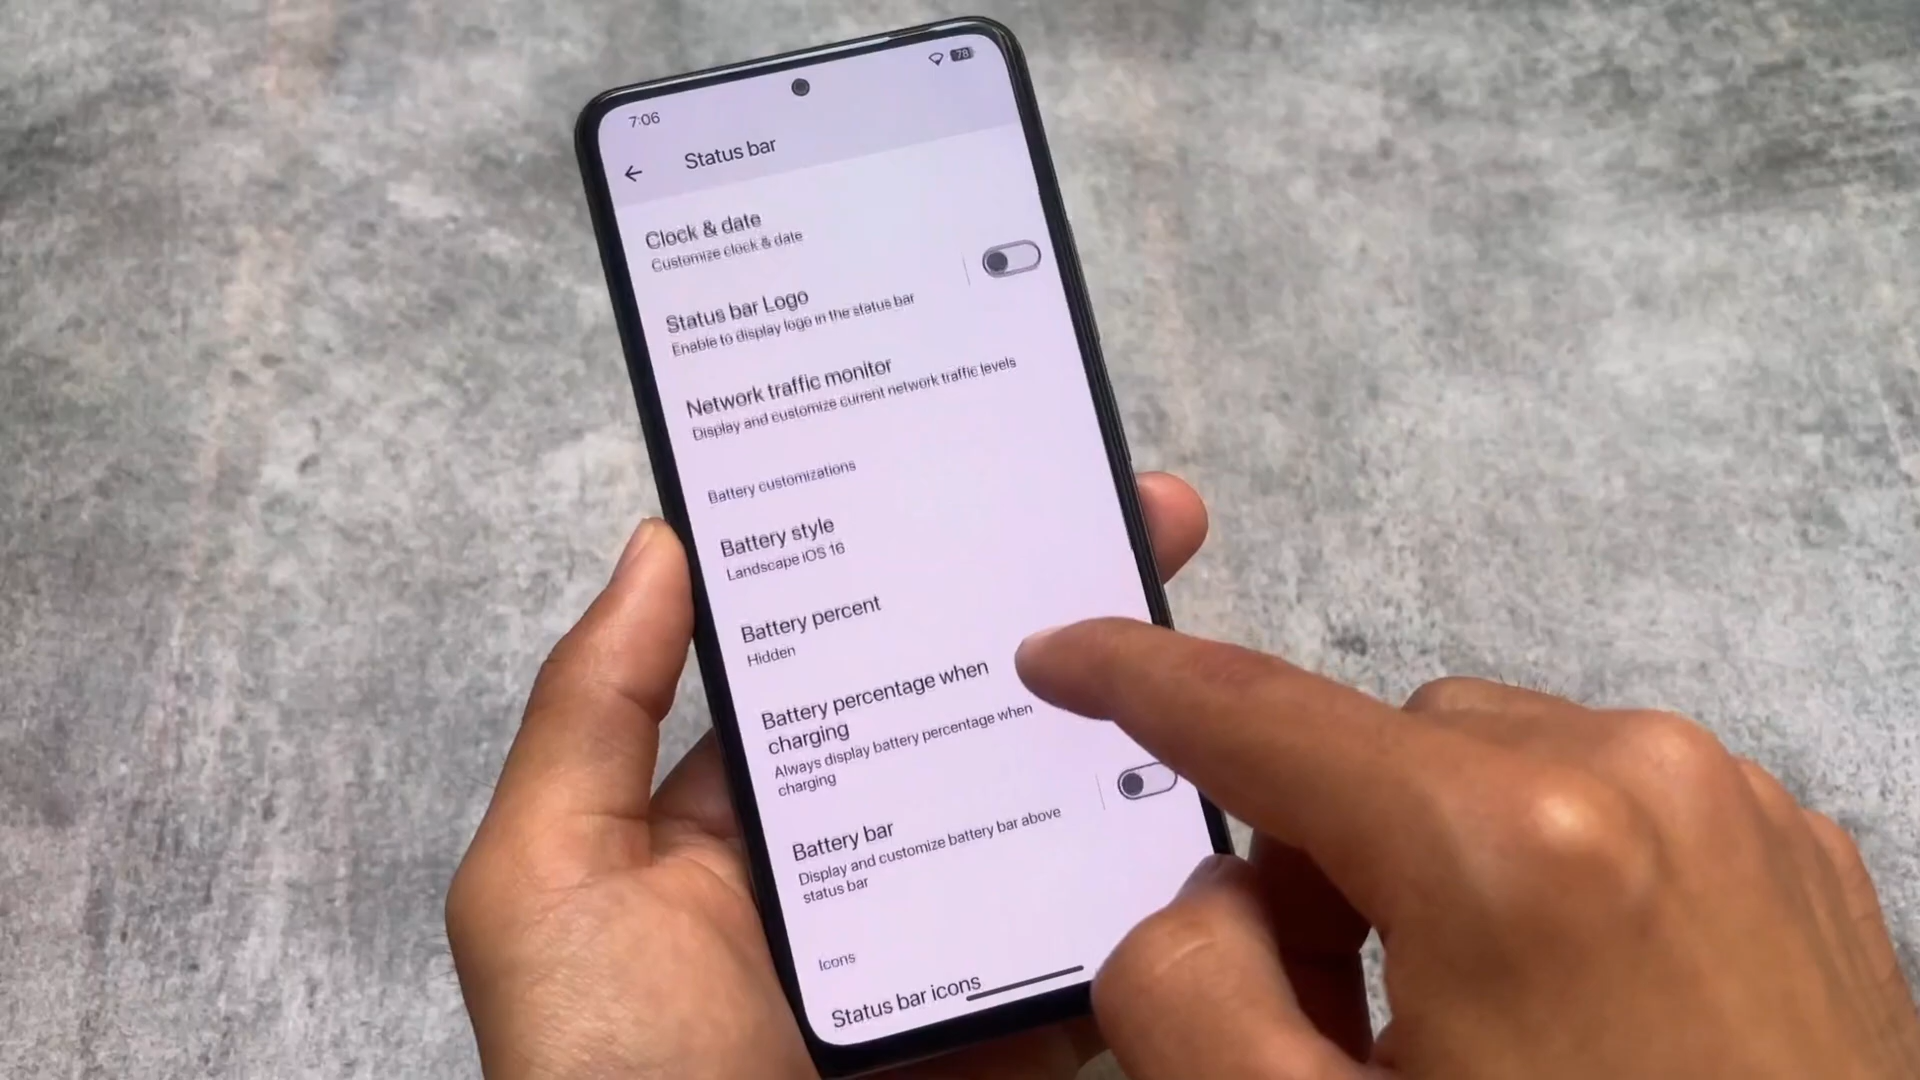 7:06
78
Status bar
Clock & date
Customize clock & date
Status bar Logo
Enable to display logo in the status bar
Network traffic monitor
Display and customize current network traffic levels
Battery customizations
Battery style
Landscape iOS 16
Battery percent
Hidden
Battery percentage when
charging
Always display battery percentage when
charging
Battery bar
Display and customize battery bar above
status bar
Icons
Status bar icons